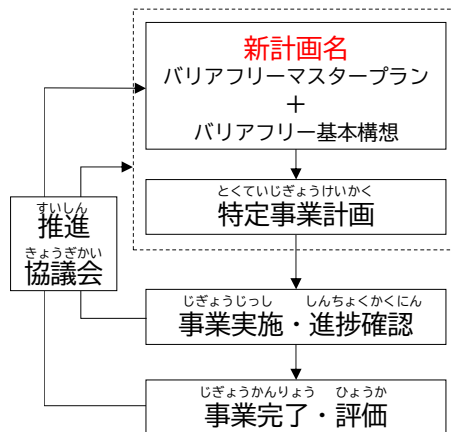 新計画名
バリアフリーマスタープラン
＋
バリアフリー基本構想
とくていじぎょうけいかく
特定事業計画
すいしん
推進
きょうぎかい
協議会
じぎょうじっし しんちょくかくにん
事業実施・進捗確認
じぎょうかんりょう ひょうか
事業完了・評価